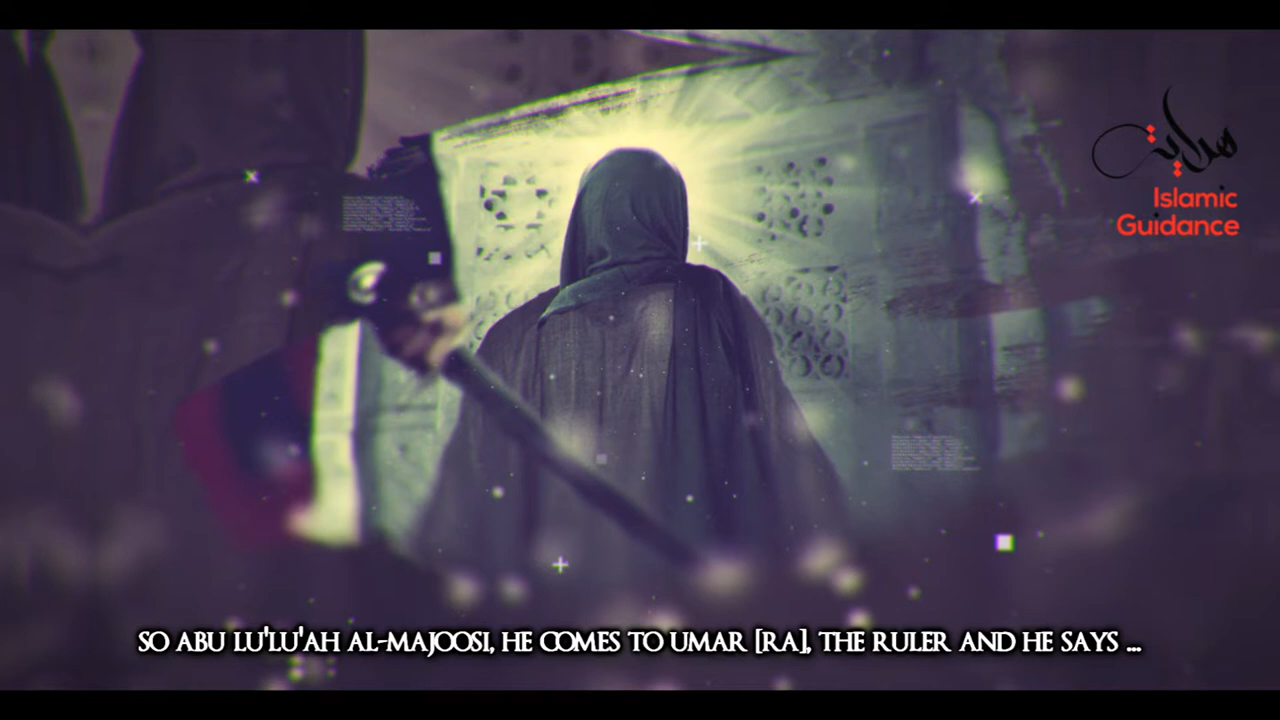 هداية
Islamic
Guidance
SO ABU LU'LU'AH AL-MAJOOSI, HE COMES TO UMAR [RA], THE RULER AND HE SAYS ...